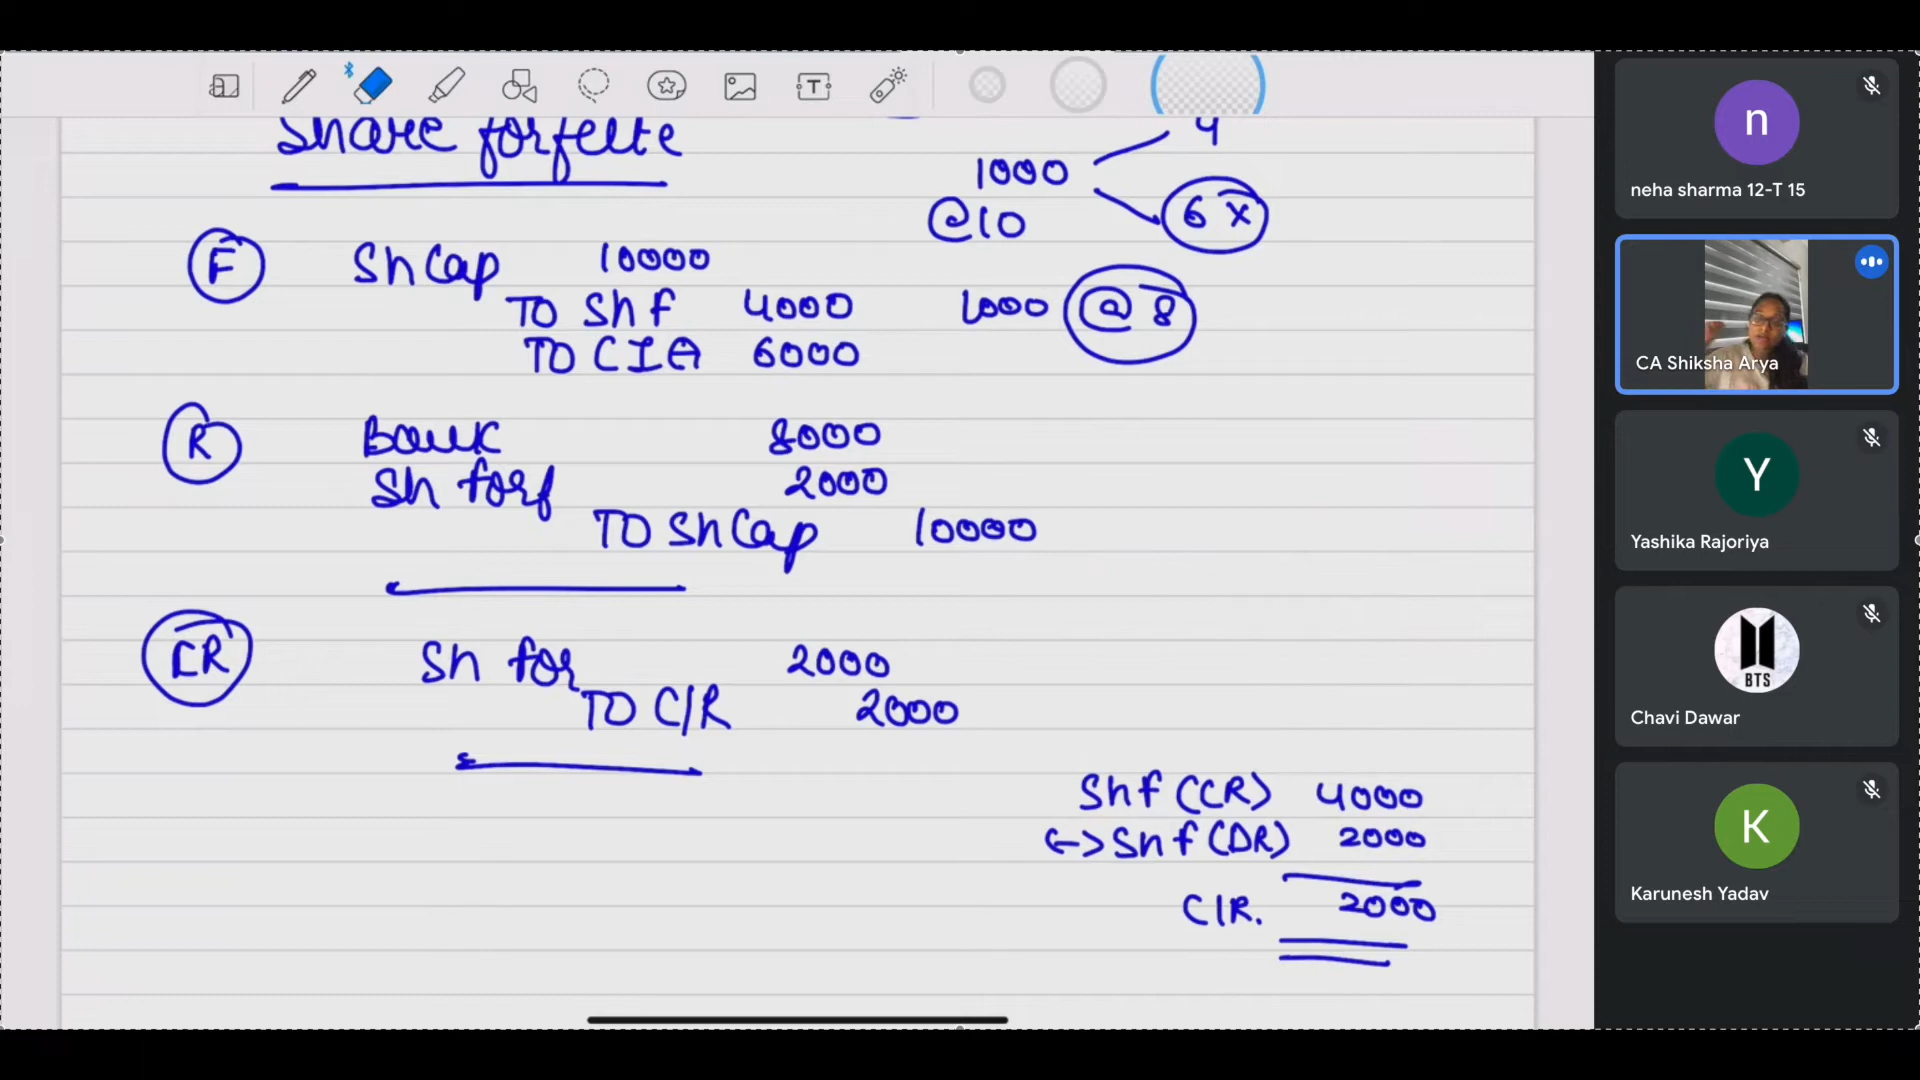 Share forfeite
1000
4
@10
6 x
F
Sh Cap 10000
TO Sh f 4000
1000 @ 8
TO CIA 6000
R
Bank 8000
Sh forf 2000
TO Sh Cap 10000
CR
Sh for 2000
TO C/R 2000
Sh f (CR) 4000
(-) Sh f (DR) 2000
C/R. 2000
T
n
neha sharma 12-T 15
CA Shiksha Arya
Y
Yashika Rajoriya
BTS
Chavi Dawar
K
Karunesh Yadav